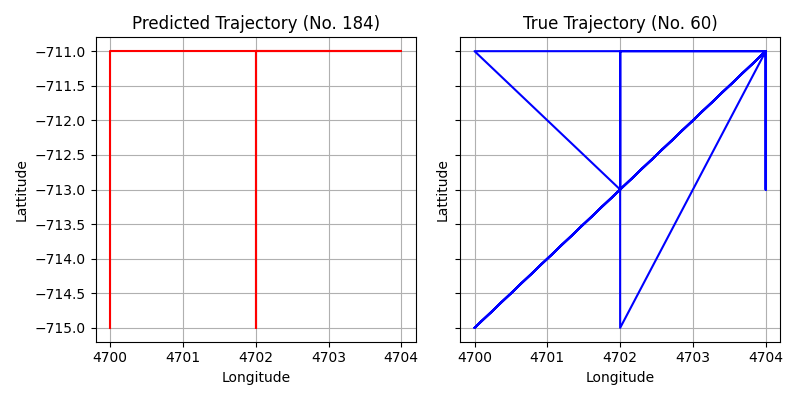 Predicted Trajectory (No. 184)
True Trajectory (No. 60)
−711.0
−711.5
−712.0
−712.5
−713.0
−713.5
−714.0
−714.5
−715.0
Lattitude
Lattitude
4700 4701 4702 4703 4704
4700 4701 4702 4703 4704
Longitude
Longitude